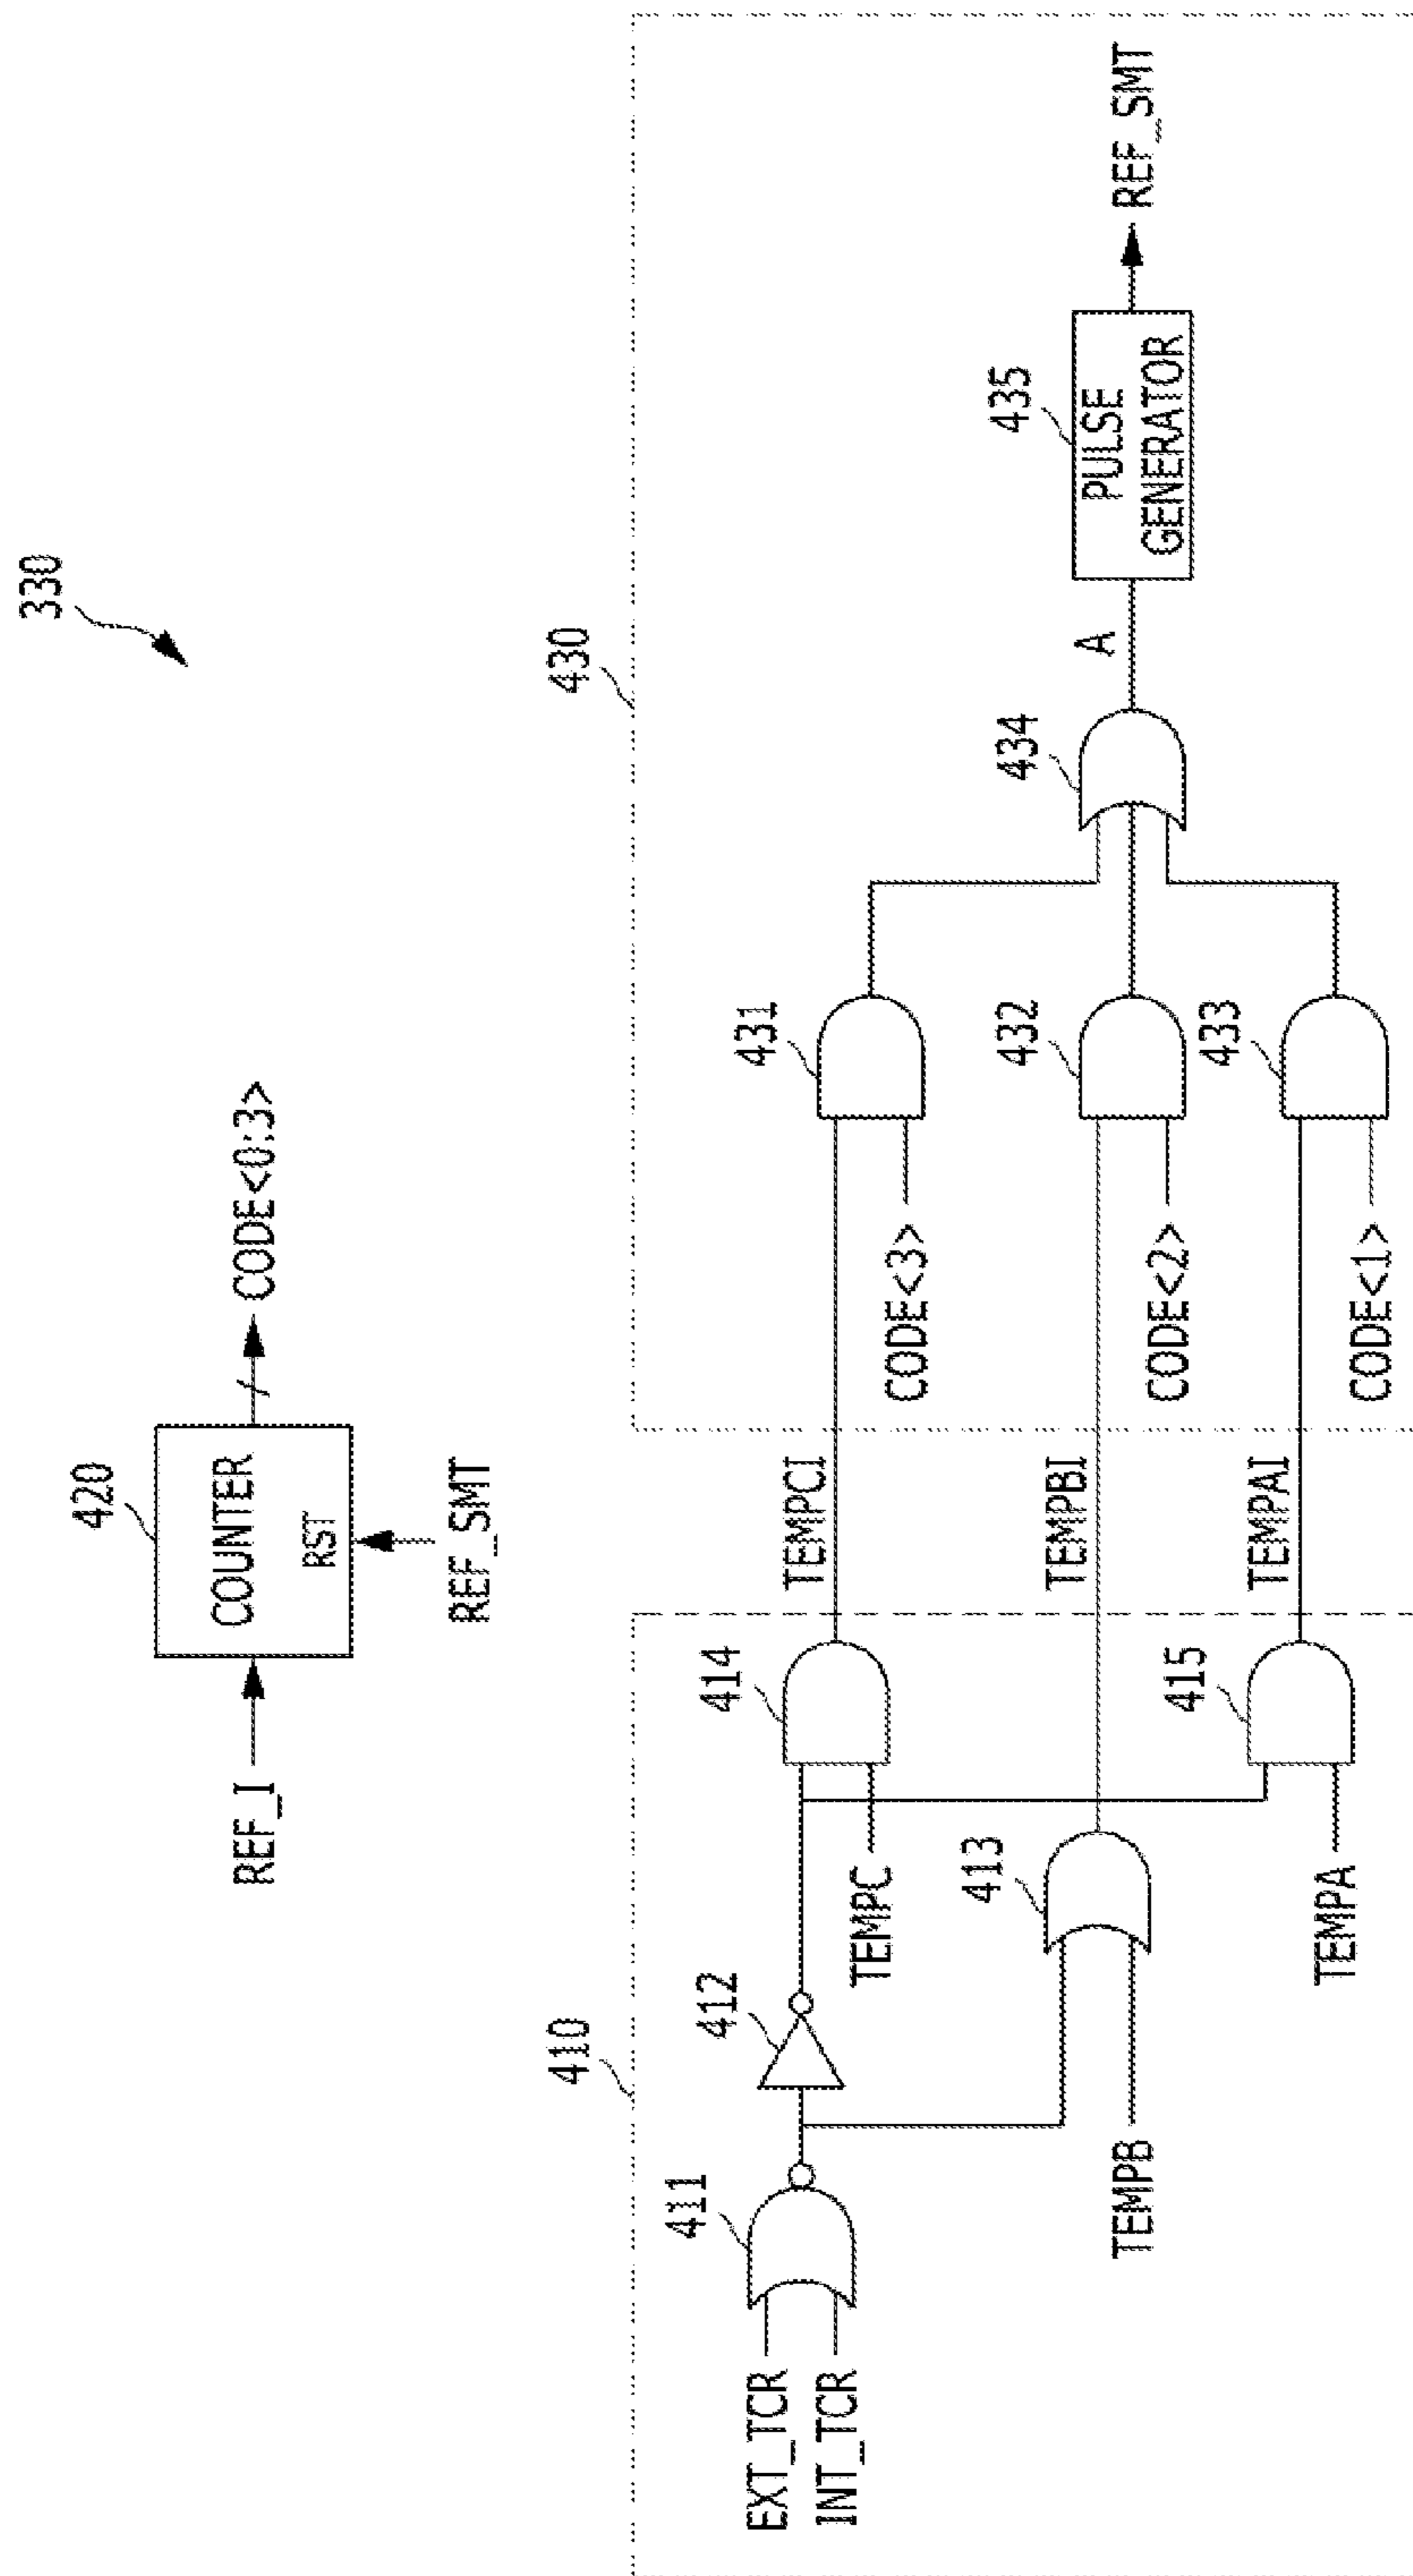 330
420
REF_I
COUNTER
RST
CODE<0:3>
REF_SMT
410
430
EXT_TCR
INT_TCR
411
412
TEMPC
414
TEMPCI
CODE<3>
431
TEMPB
413
TEMPBI
CODE<2>
432
434
A
435
PULSE
GENERATOR
REF_SMT
TEMPA
415
TEMPAI
CODE<1>
433